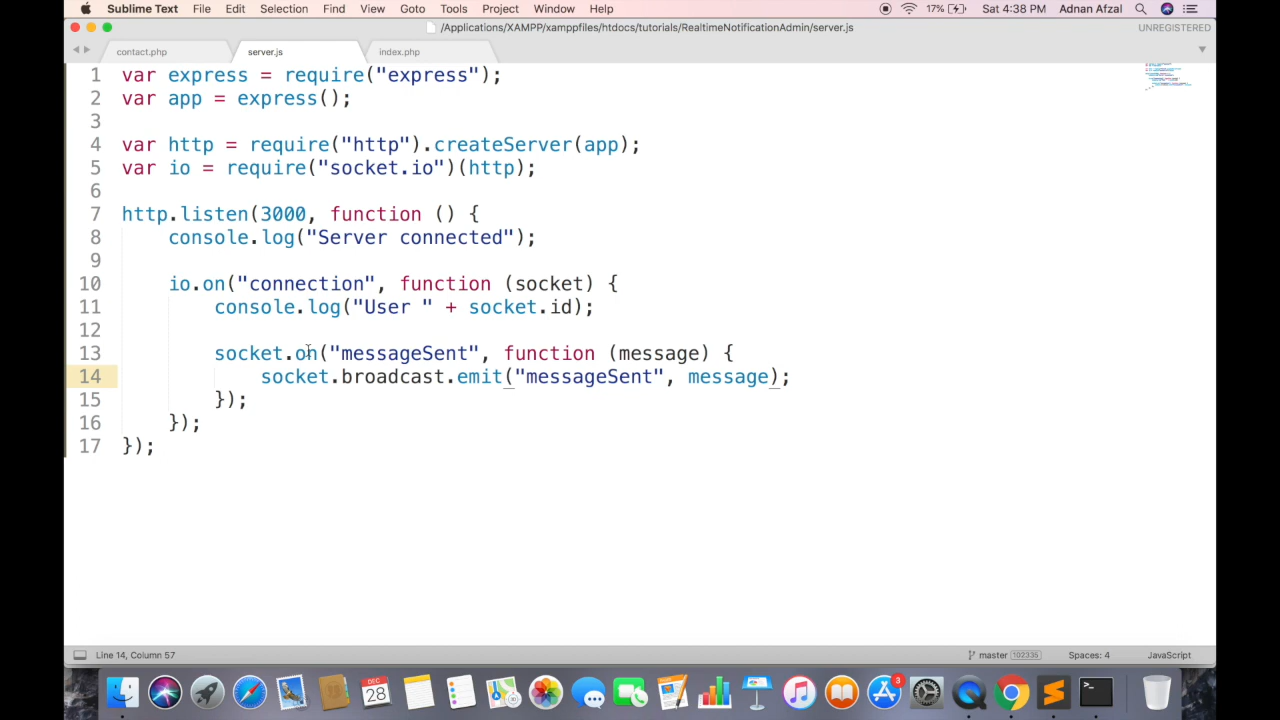 Sublime Text File Edit Selection Find View Goto Tools Project Window Help 17% Sat 4:38 PM Adnan Afzal
/Applications/XAMPP/xamppfiles/htdocs/tutorials/RealtimeNotificationAdmin/server.js UNREGISTERED
contact.php server.js index.php
1 var express = require("express");
2 var app = express();
3
4 var http = require("http").createServer(app);
5 var io = require("socket.io")(http);
6
7 http.listen(3000, function () {
8 console.log("Server connected");
9
10 io.on("connection", function (socket) {
11 console.log("User " + socket.id);
12
13 socket.on("messageSent", function (message) {
14 socket.broadcast.emit("messageSent", message);
15 });
16 });
17 });
Line 14, Column 57 master 102335 Spaces: 4 JavaScript
DEC
28
3